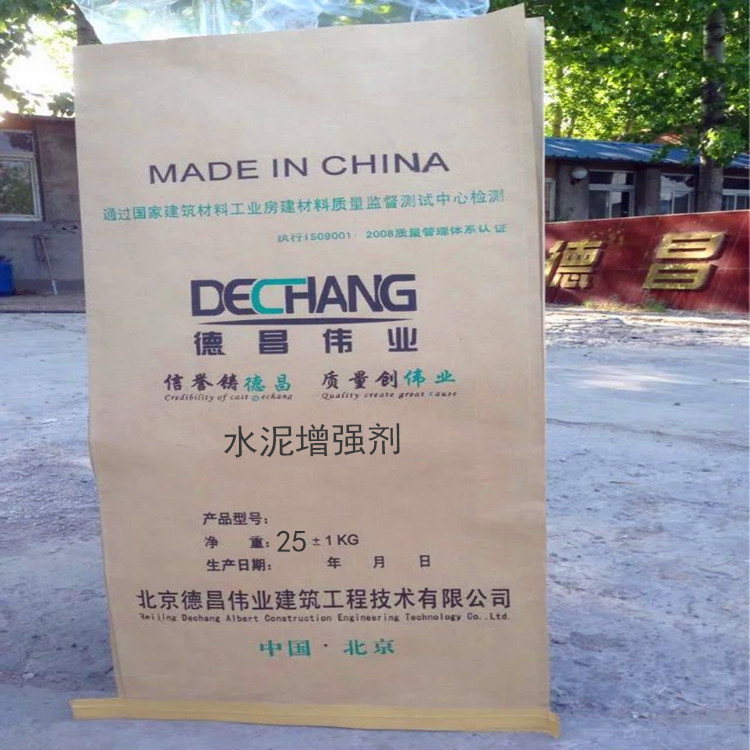 MADE IN CHINA
通过国家建筑材料工业房建材料质量监督测试中心检测
执行IS09001：2008质量管理体系认证
DECHANG
德昌伟业
信誉铸德昌 质量创伟业
Credibility of cast Dechang Quality create great cause
水泥增强剂
产品型号：
净 重：25±1KG
生产日期： 年 月 日
北京德昌伟业建筑工程技术有限公司
Beijing Dechang Albert Construction Engineering Technology Co.,Ltd.
中国·北京
德昌